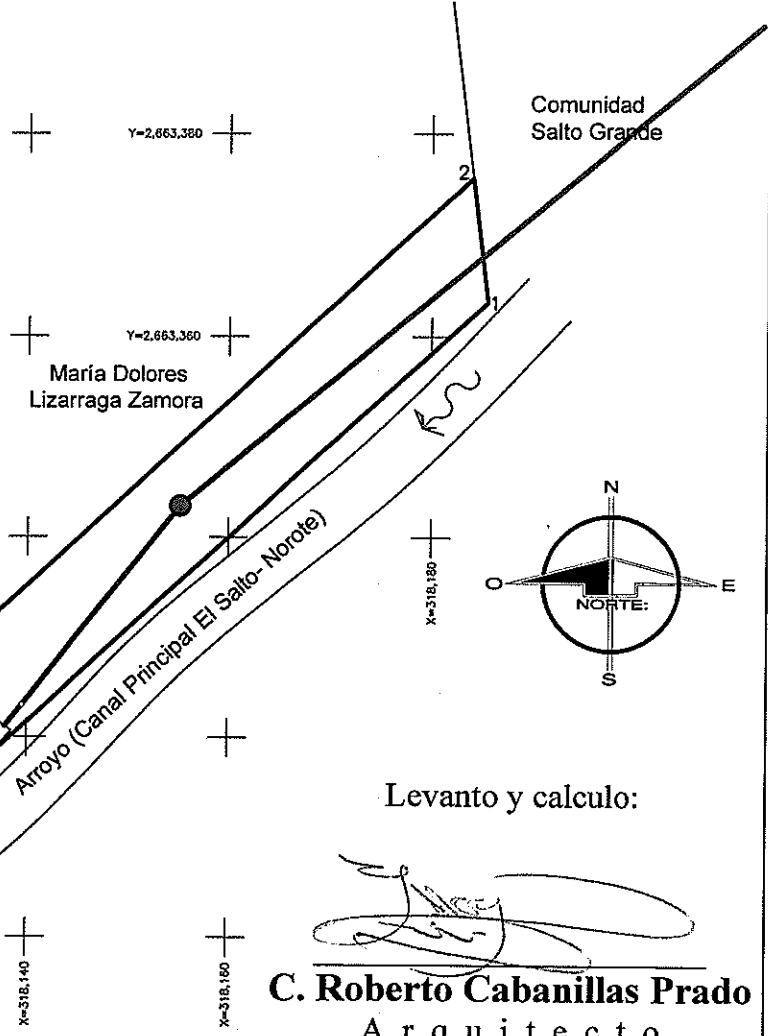 Comunidad
Salto Grande
Y=2,663,380
2
1
Y=2,663,360
María Dolores
Lizarraga Zamora
Arroyo (Canal Principal El Salto- Norote)
X=318,180
N
O
E
NORTE:
S
Levanto y calculo:
X=318,140
X=318,160
C. Roberto Cabanillas Prado
Arquitecto